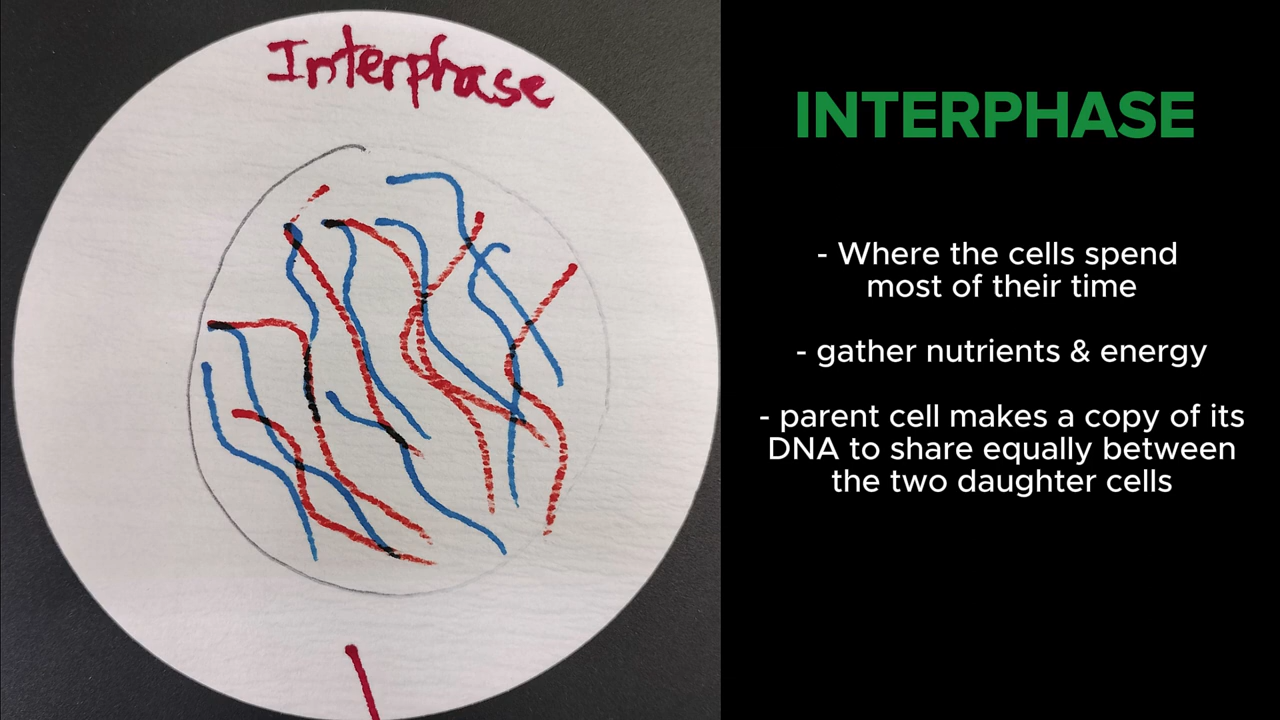 Interphase
INTERPHASE
- Where the cells spend
most of their time
- gather nutrients & energy
- parent cell makes a copy of its
DNA to share equally between
the two daughter cells